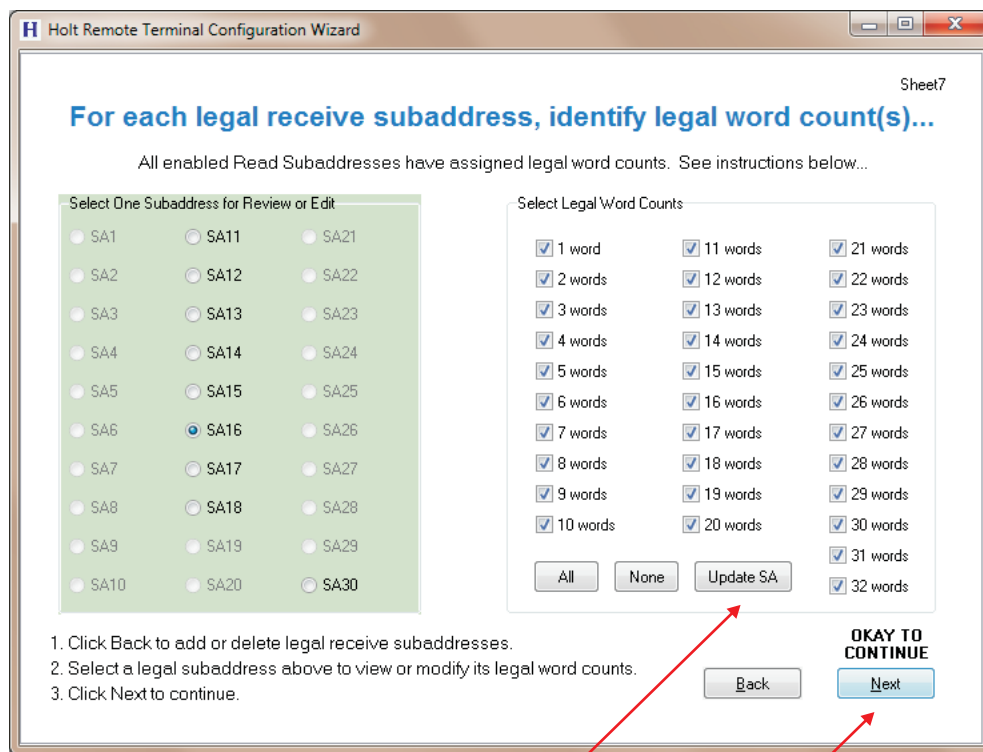 H Holt Remote Terminal Configuration Wizard
Sheet7
For each legal receive subaddress, identify legal word count(s)...
All enabled Read Subaddresses have assigned legal word counts. See instructions below...
Select One Subaddress for Review or Edit
SA1 SA11 SA21
SA2 SA12 SA22
SA3 SA13 SA23
SA4 SA14 SA24
SA5 SA15 SA25
SA6 SA16 SA26
SA7 SA17 SA27
SA8 SA18 SA28
SA9 SA19 SA29
SA10 SA20 SA30
Select Legal Word Counts
1 word 11 words 21 words
2 words 12 words 22 words
3 words 13 words 23 words
4 words 14 words 24 words
5 words 15 words 25 words
6 words 16 words 26 words
7 words 17 words 27 words
8 words 18 words 28 words
9 words 19 words 29 words
10 words 20 words 30 words
31 words
All None Update SA 32 words
1. Click Back to add or delete legal receive subaddresses.
2. Select a legal subaddress above to view or modify its legal word counts.
3. Click Next to continue.
OKAY TO
CONTINUE
Back Next